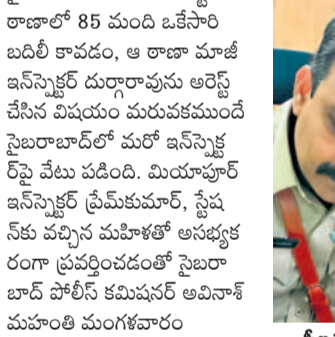 ఠాణాలో 85 మంది ఒకేసారి
బదిలీ కావడం, ఆ ఠాణా మాజీ
ఇన్‌స్పెక్టర్ దుర్గారావును అరెస్ట్
చేసిన విషయం మరువకముందే
సైబరాబాద్‌లో మరో ఇన్‌స్పెక్ట
ర్‌పై వేటు పడింది. మియాపూర్
ఇన్‌స్పెక్టర్ ప్రేమ్‌కుమార్, స్టేష
న్‌కు వచ్చిన మహిళతో అసభ్యక
రంగా ప్రవర్తించడంతో సైబరా
బాద్ పోలీస్ కమిషనర్ అవినాశ్
మహంతి మంగళవారం